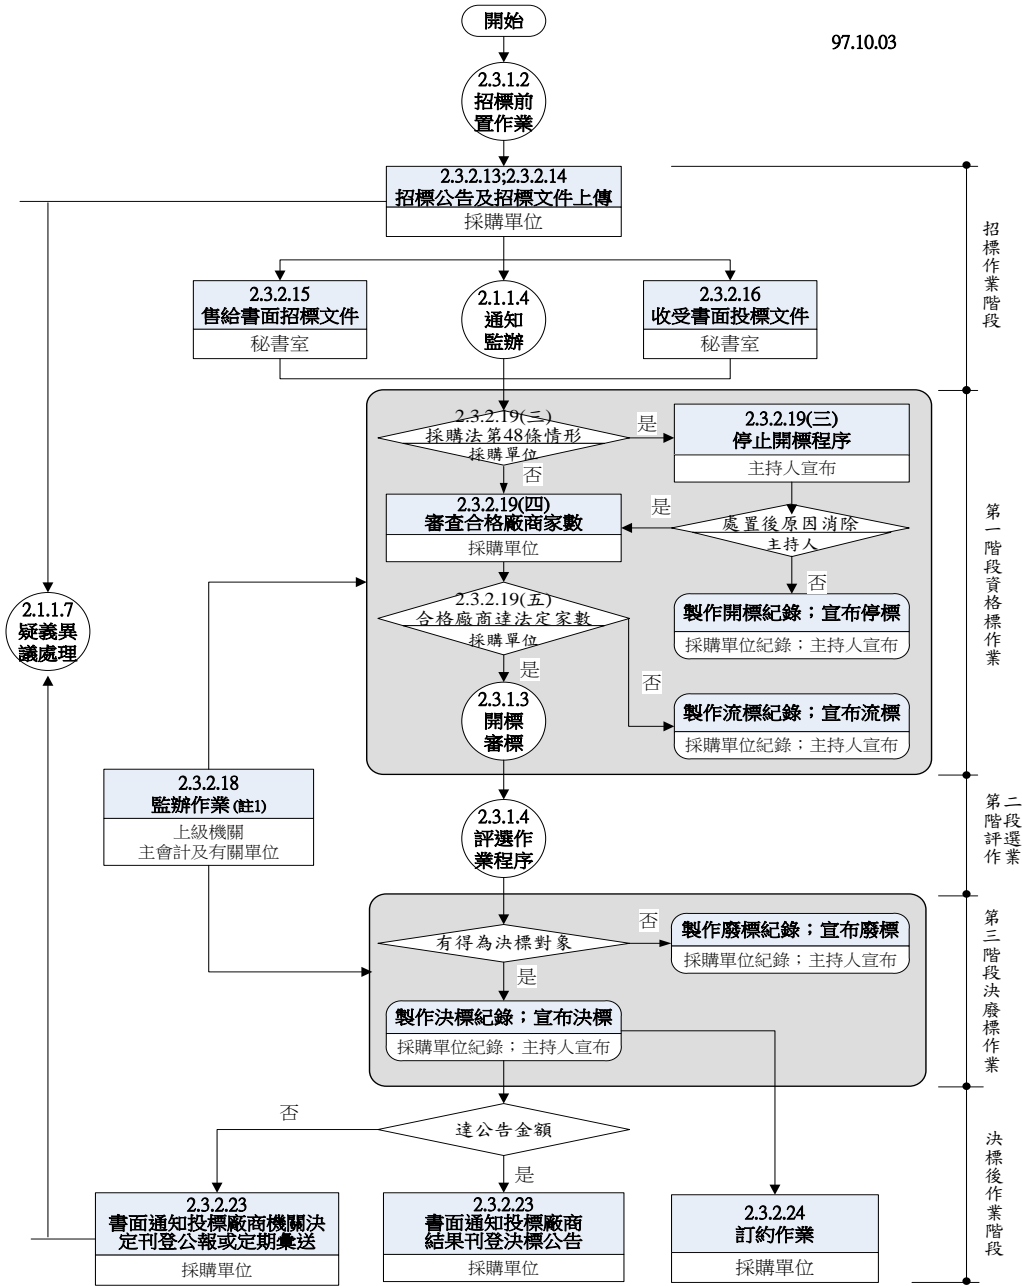 開始
97.10.03
2.3.1.2
招標前
置作業
2.3.2.13;2.3.2.14
招標公告及招標文件上傳
採購單位
招標作業階段
2.3.2.15
售給書面招標文件
秘書室
2.1.1.4
通知
監辦
2.3.2.16
收受書面投標文件
秘書室
2.3.2.19(三)
採購法第48條情形
採購單位
是
否
2.3.2.19(三)
停止開標程序
主持人宣布
2.3.2.19(四)
審查合格廠商家數
採購單位
是
處置後原因消除
主持人
否
第一階段資格標作業
2.1.1.7
疑義異
議處理
2.3.2.19(五)
合格廠商達法定家數
採購單位
是
否
製作開標紀錄；宣布停標
採購單位紀錄；主持人宣布
2.3.1.3
開標
審標
製作流標紀錄；宣布流標
採購單位紀錄；主持人宣布
2.3.2.18
監辦作業(註1)
上級機關
主會計及有關單位
2.3.1.4
評選作
業程序
第二階段評選作業
有得為決標對象
否
是
製作廢標紀錄；宣布廢標
採購單位紀錄；主持人宣布
第三階段決廢標作業
製作決標紀錄；宣布決標
採購單位紀錄；主持人宣布
達公告金額
否
是
決標後作業階段
2.3.2.23
書面通知投標廠商機關決
定刊登公報或定期彙送
採購單位
2.3.2.23
書面通知投標廠商
結果刊登決標公告
採購單位
2.3.2.24
訂約作業
採購單位